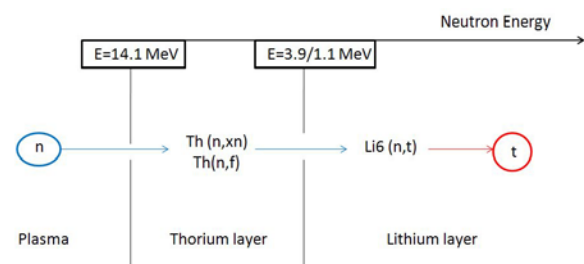 Neutron Energy
E=14.1 MeV
E=3.9/1.1 MeV
n
Th (n,xn)
Th(n,f)
Li6 (n,t)
t
Plasma
Thorium layer
Lithium layer